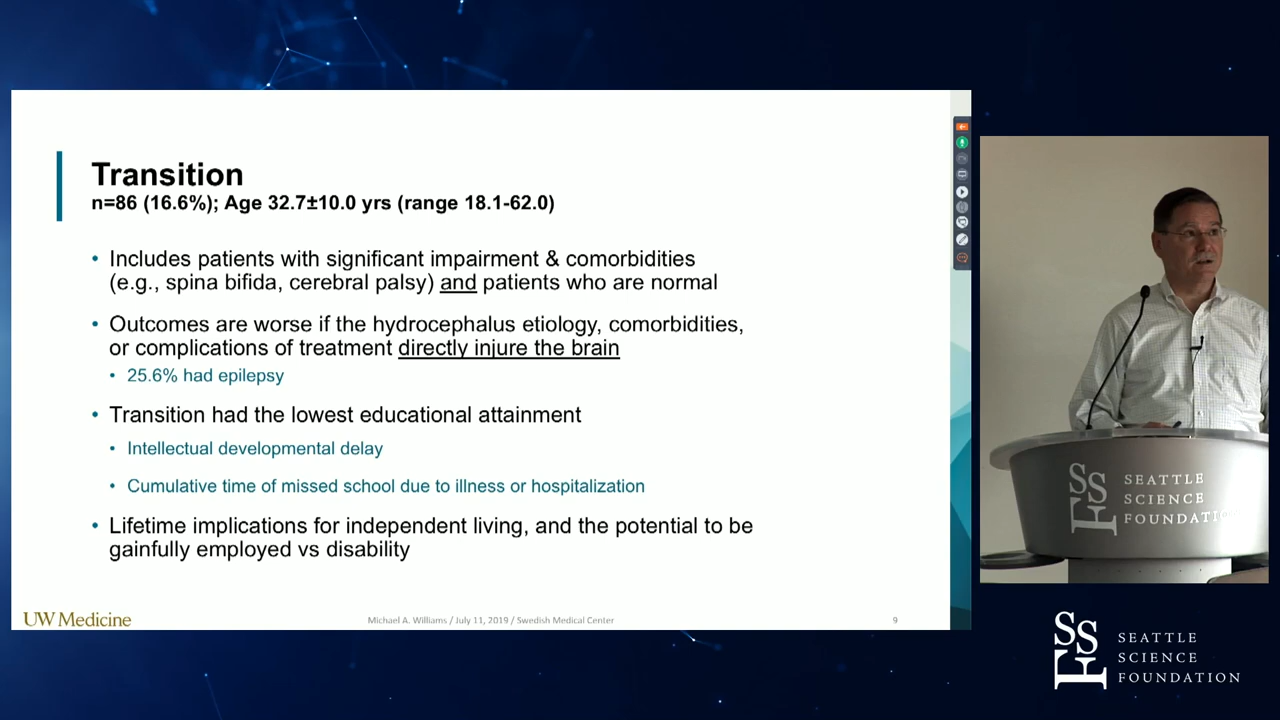 Transition
n=86 (16.6%); Age 32.7±10.0 yrs (range 18.1-62.0)
• Includes patients with significant impairment & comorbidities
(e.g., spina bifida, cerebral palsy) and patients who are normal
• Outcomes are worse if the hydrocephalus etiology, comorbidities,
or complications of treatment directly injure the brain
• 25.6% had epilepsy
• Transition had the lowest educational attainment
• Intellectual developmental delay
• Cumulative time of missed school due to illness or hospitalization
• Lifetime implications for independent living, and the potential to be
gainfully employed vs disability
UW Medicine
Michael A. Williams / July 11, 2019 / Swedish Medical Center
9
SSF
SEATTLE
SCIENCE
FOUNDATION
SSF
SEATTLE
SCIENCE
FOUNDATION